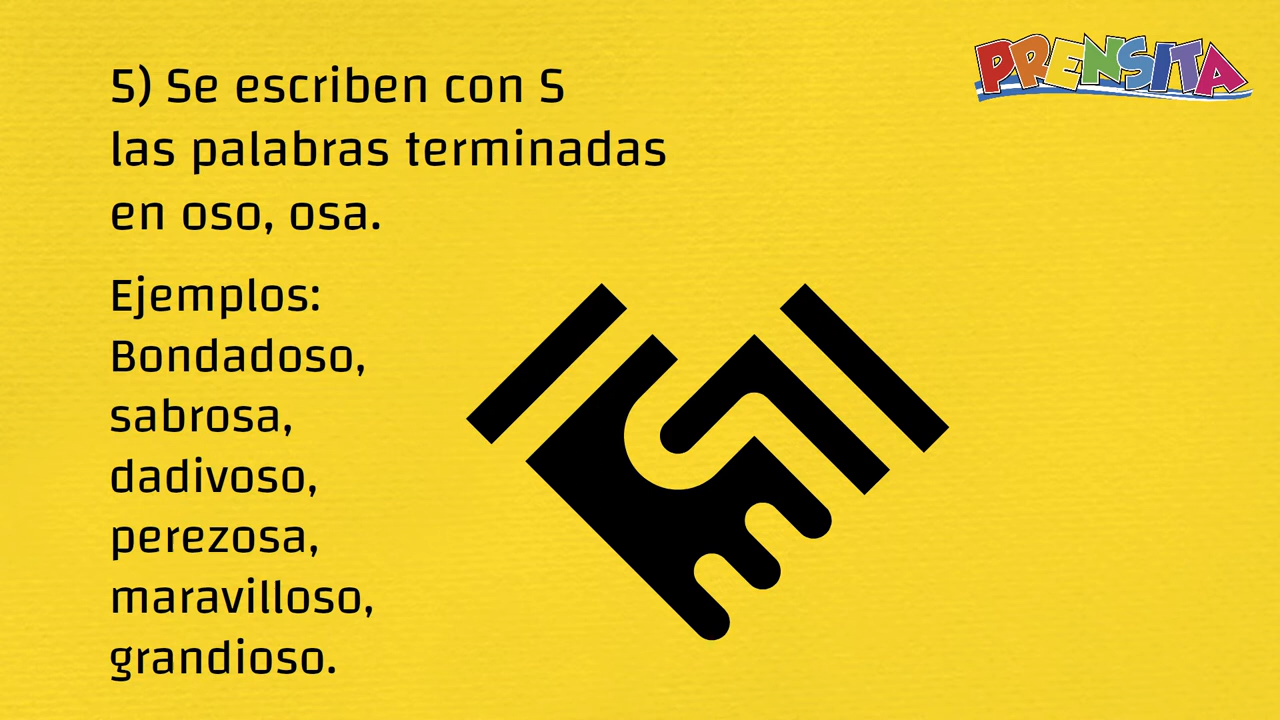 PRENSITA
5) Se escriben con S
las palabras terminadas
en oso, osa.
Ejemplos:
Bondadoso,
sabrosa,
dadivoso,
perezosa,
maravilloso,
grandioso.